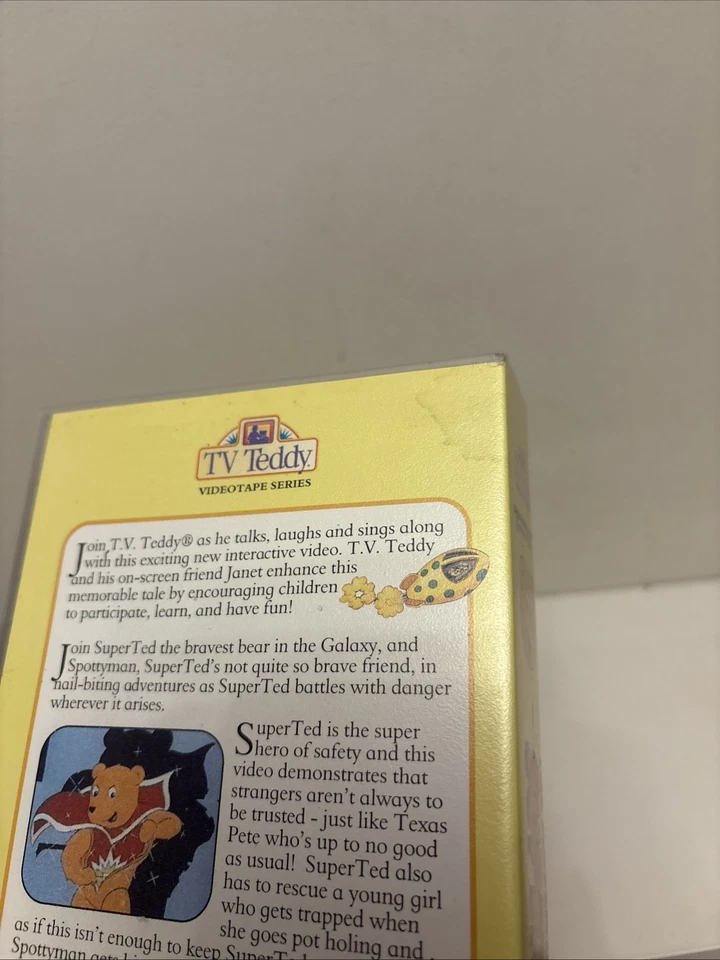 TV Teddy
VIDEOTAPE SERIES
Join T.V. Teddy® as he talks, laughs and sings along
with this exciting new interactive video. T.V. Teddy
and his on-screen friend Janet enhance this
memorable tale by encouraging children
to participate, learn, and have fun!
Join SuperTed the bravest bear in the Galaxy, and
Spottyman, SuperTed's not quite so brave friend, in
nail-biting adventures as SuperTed battles with danger
wherever it arises.
SuperTed is the super
hero of safety and this
video demonstrates that
strangers aren't always to
be trusted - just like Texas
Pete who's up to no good
as usual! SuperTed also
has to rescue a young girl
who gets trapped when
she goes pot holing and
as if this isn't enough to keep SuperTed
Spottyman gets